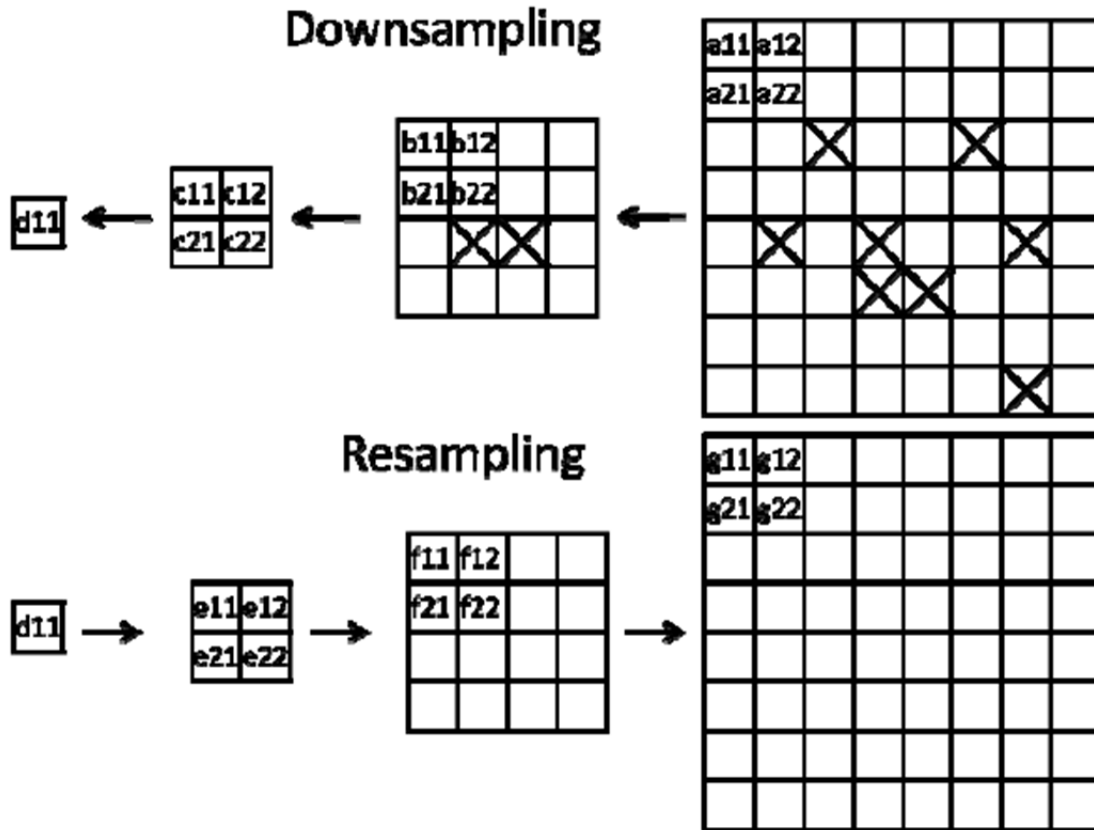 Downsampling
a11 a12
a21 a22
b11 b12
b21 b22
c11 c12
c21 c22
d11
Resampling
g11 g12
g21 g22
f11 f12
f21 f22
e11 e12
e21 e22
d11